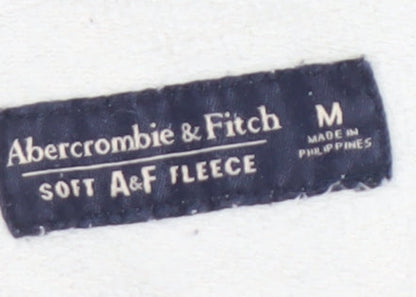 Abercrombie & Fitch
SOFT A&F FLEECE
M
MADE IN
PHILIPPINES